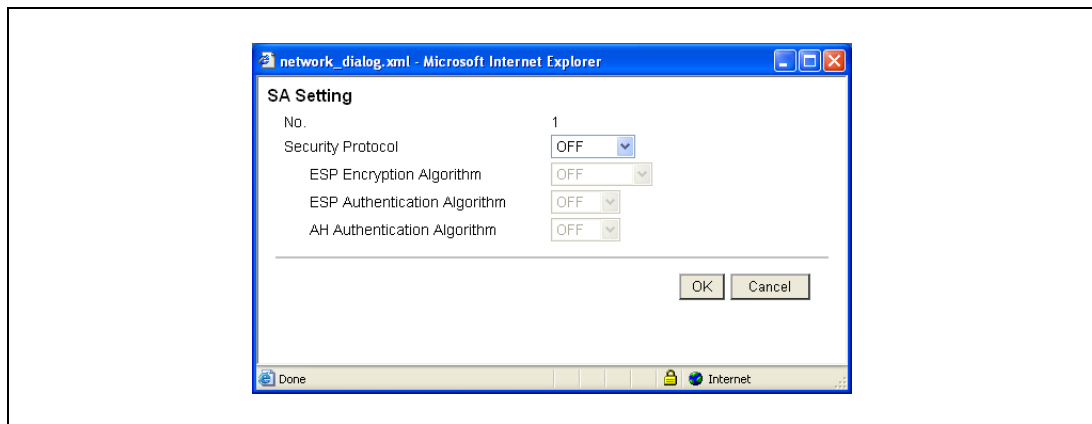 network_dialog.xml - Microsoft Internet Explorer
SA Setting
No. 1
Security Protocol OFF
ESP Encryption Algorithm OFF
ESP Authentication Algorithm OFF
AH Authentication Algorithm OFF
OK Cancel
Done Internet